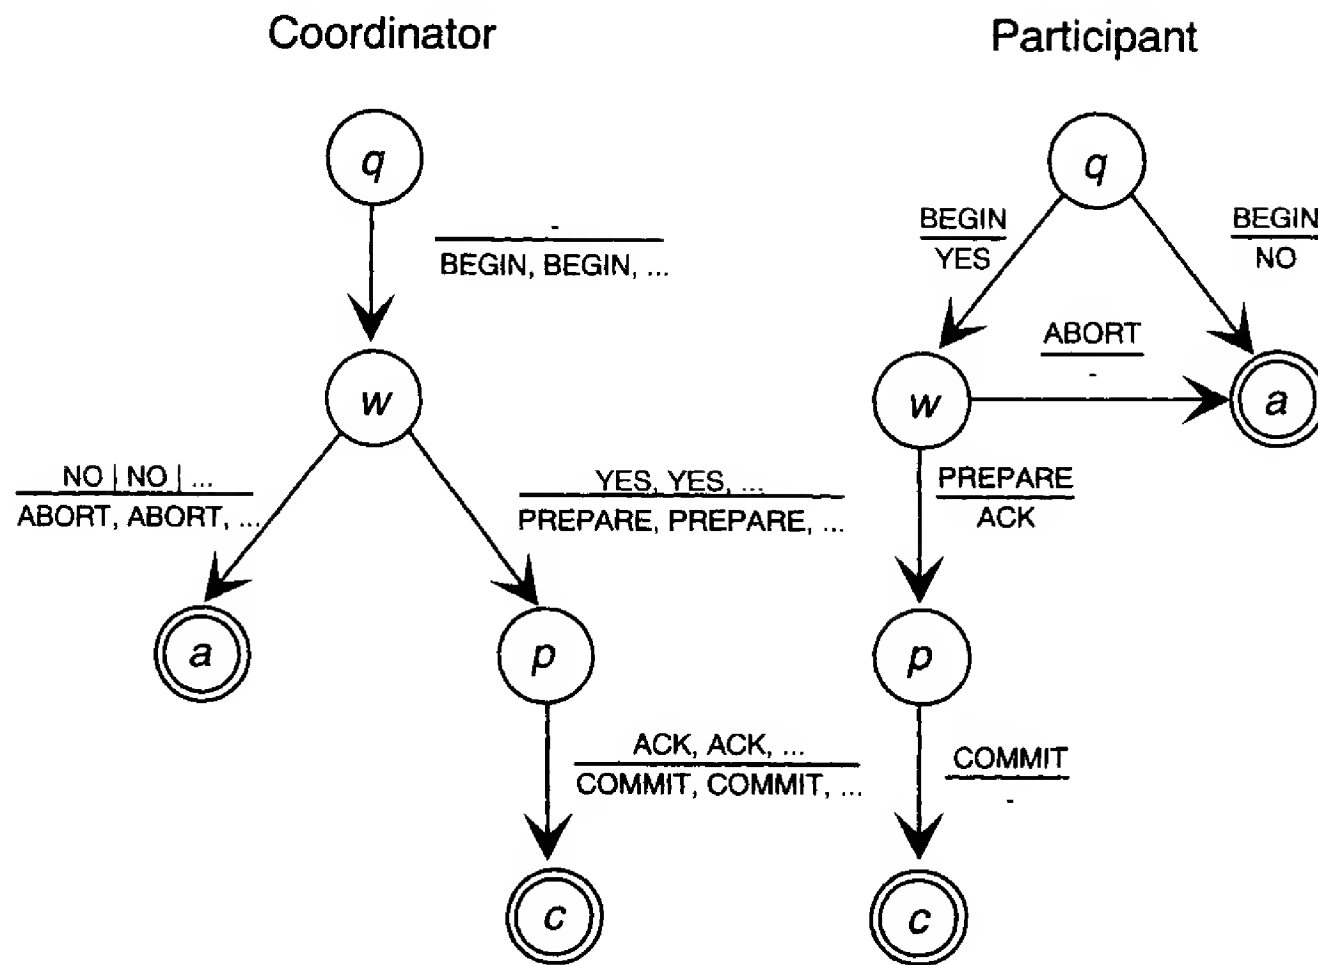 Coordinator
q
-
BEGIN, BEGIN, ...
w
NO | NO | ...
ABORT, ABORT, ...
YES, YES, ...
PREPARE, PREPARE, ...
a
p
ACK, ACK, ...
COMMIT, COMMIT, ...
c
Participant
q
BEGIN
YES
BEGIN
NO
w
ABORT
-
a
PREPARE
ACK
p
COMMIT
-
c